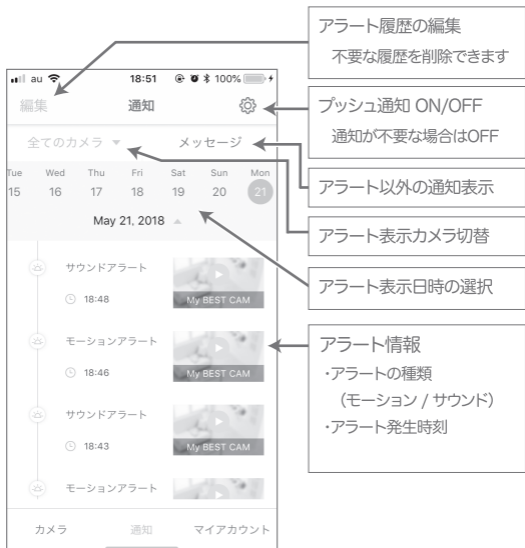 アラート履歴の編集
不要な履歴を削除できます
プッシュ通知 ON/OFF
通知が不要な場合はOFF
アラート以外の通知表示
アラート表示カメラ切替
アラート表示日時の選択
アラート情報
・アラートの種類
（モーション / サウンド）
・アラート発生時刻
au 18:51 100%
編集 通知
全てのカメラ メッセージ
Tue Wed Thu Fri Sat Sun Mon
15 16 17 18 19 20 21
May 21, 2018
サウンドアラート
18:48
My BEST CAM
モーションアラート
18:46
My BEST CAM
サウンドアラート
18:43
My BEST CAM
モーションアラート
カメラ 通知 マイアカウント